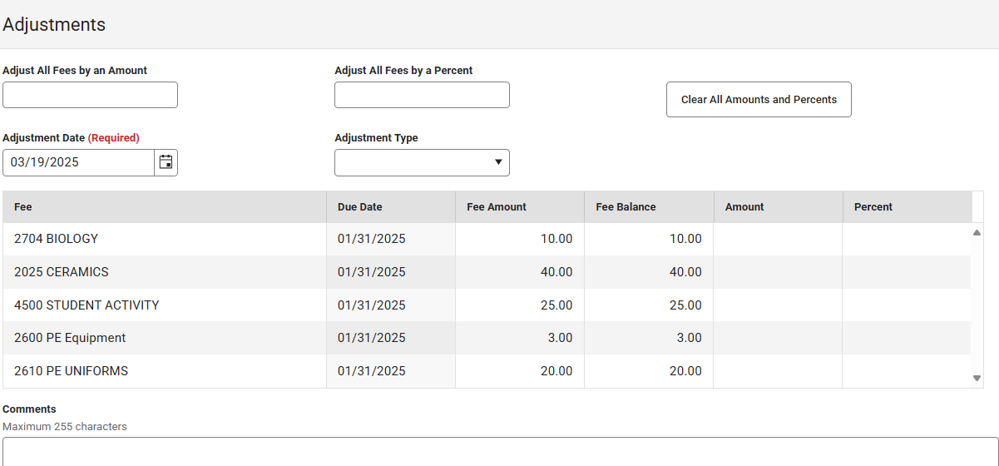 Adjustments
Adjust All Fees by an Amount
Adjust All Fees by a Percent
Clear All Amounts and Percents
Adjustment Date (Required)
Adjustment Type
03/19/2025
Fee Due Date Fee Amount Fee Balance Amount Percent
2704 BIOLOGY 01/31/2025 10.00 10.00
2025 CERAMICS 01/31/2025 40.00 40.00
4500 STUDENT ACTIVITY 01/31/2025 25.00 25.00
2600 PE Equipment 01/31/2025 3.00 3.00
2610 PE UNIFORMS 01/31/2025 20.00 20.00
Comments
Maximum 255 characters